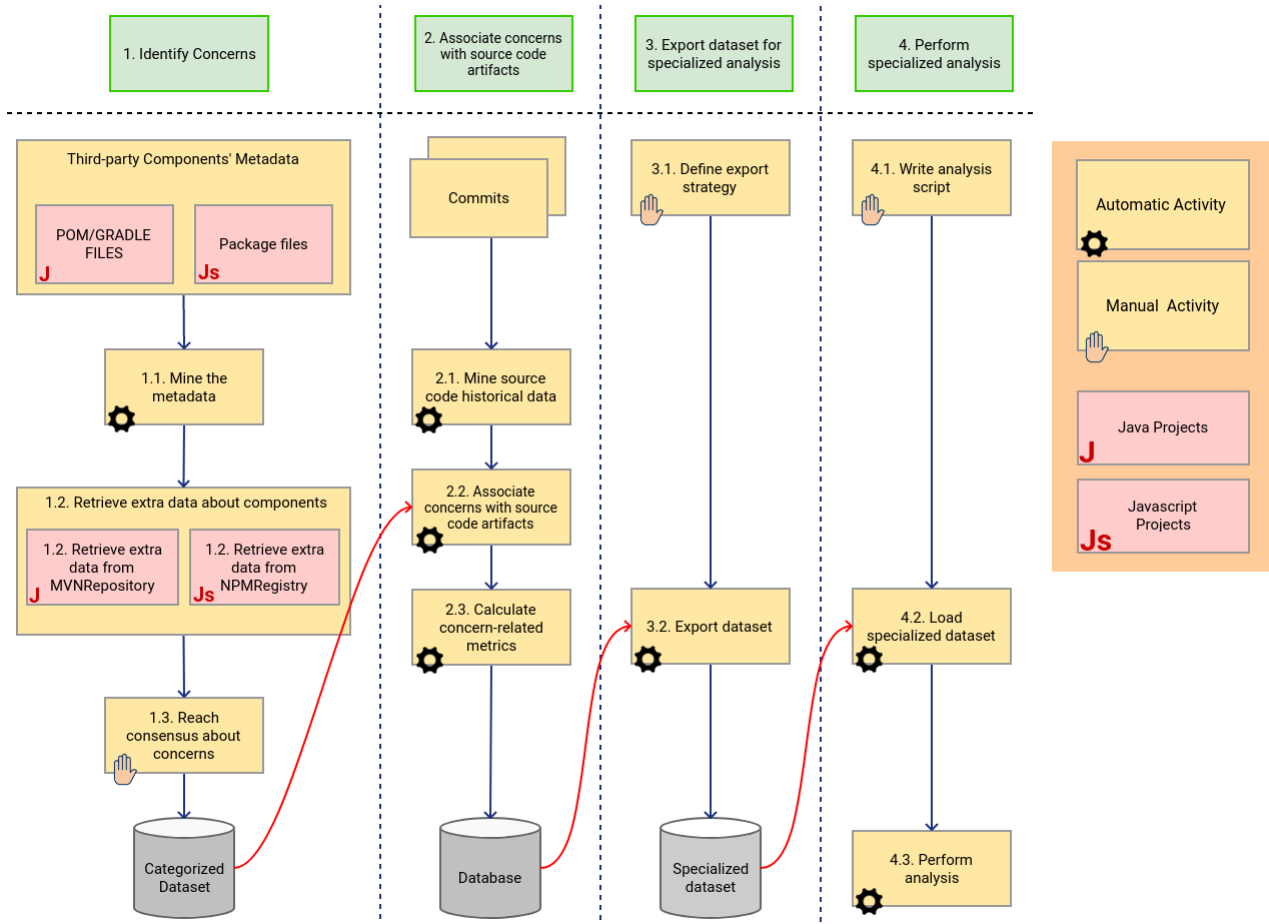 1. Identify Concerns
2. Associate concerns
with source code
artifacts
3. Export dataset for
specialized analysis
4. Perform
specialized analysis
Third-party Components' Metadata
POM/GRADLE
FILES
J
Package files
Js
1.1. Mine the
metadata
1.2. Retrieve extra data about components
1.2. Retrieve extra
data from
MVNRepository
J
1.2. Retrieve extra
data from
NPMRegistry
Js
1.3. Reach
consensus about
concerns
Categorized
Dataset
Commits
2.1. Mine source
code historical data
2.2. Associate
concerns with source
code artifacts
2.3. Calculate
concern-related
metrics
Database
3.1. Define export
strategy
3.2. Export dataset
Specialized
dataset
4.1. Write analysis
script
4.2. Load
specialized dataset
4.3. Perform
analysis
Automatic Activity
Manual Activity
Java Projects
J
Javascript
Projects
Js